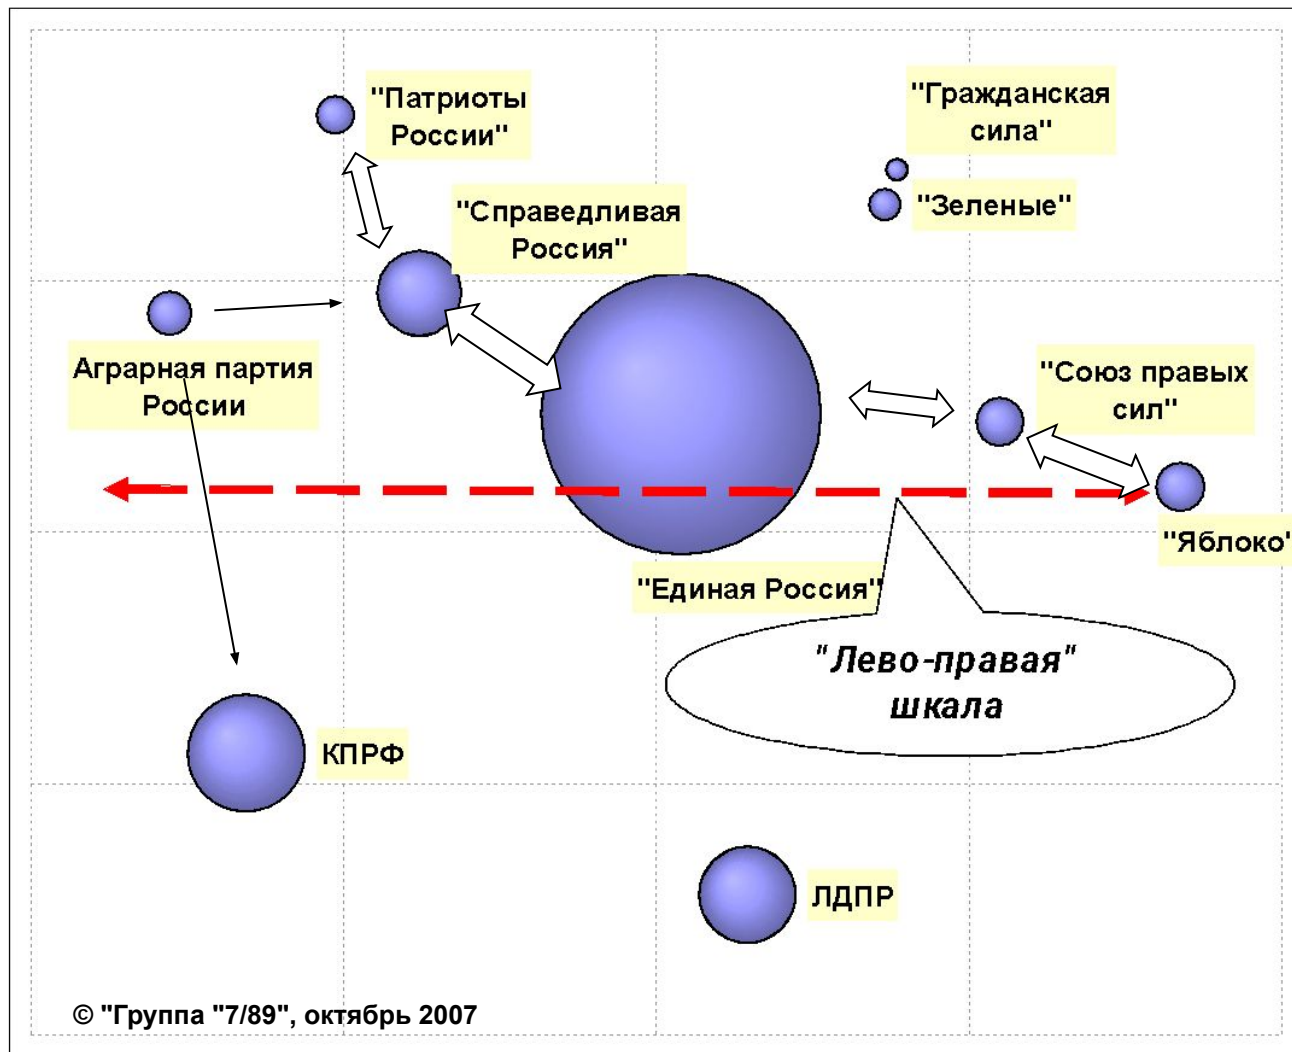 "Патриоты
России"
"Гражданская
сила"
"Зеленые"
"Справедливая
Россия"
Аграрная партия
России
"Союз правых
сил"
"Яблоко"
"Единая Россия"
"Лево-правая"
шкала
КПРФ
ЛДПР
© "Группа "7/89", октябрь 2007